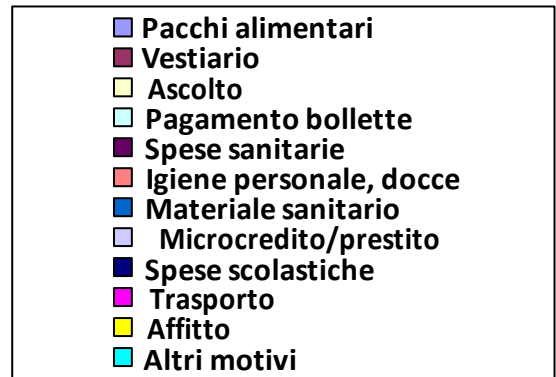 Pacchi alimentari
Vestiario
Ascolto
Pagamento bollette
Spese sanitarie
Igiene personale, docce
Materiale sanitario
Microcredito/prestito
Spese scolastiche
Trasporto
Affitto
Altri motivi